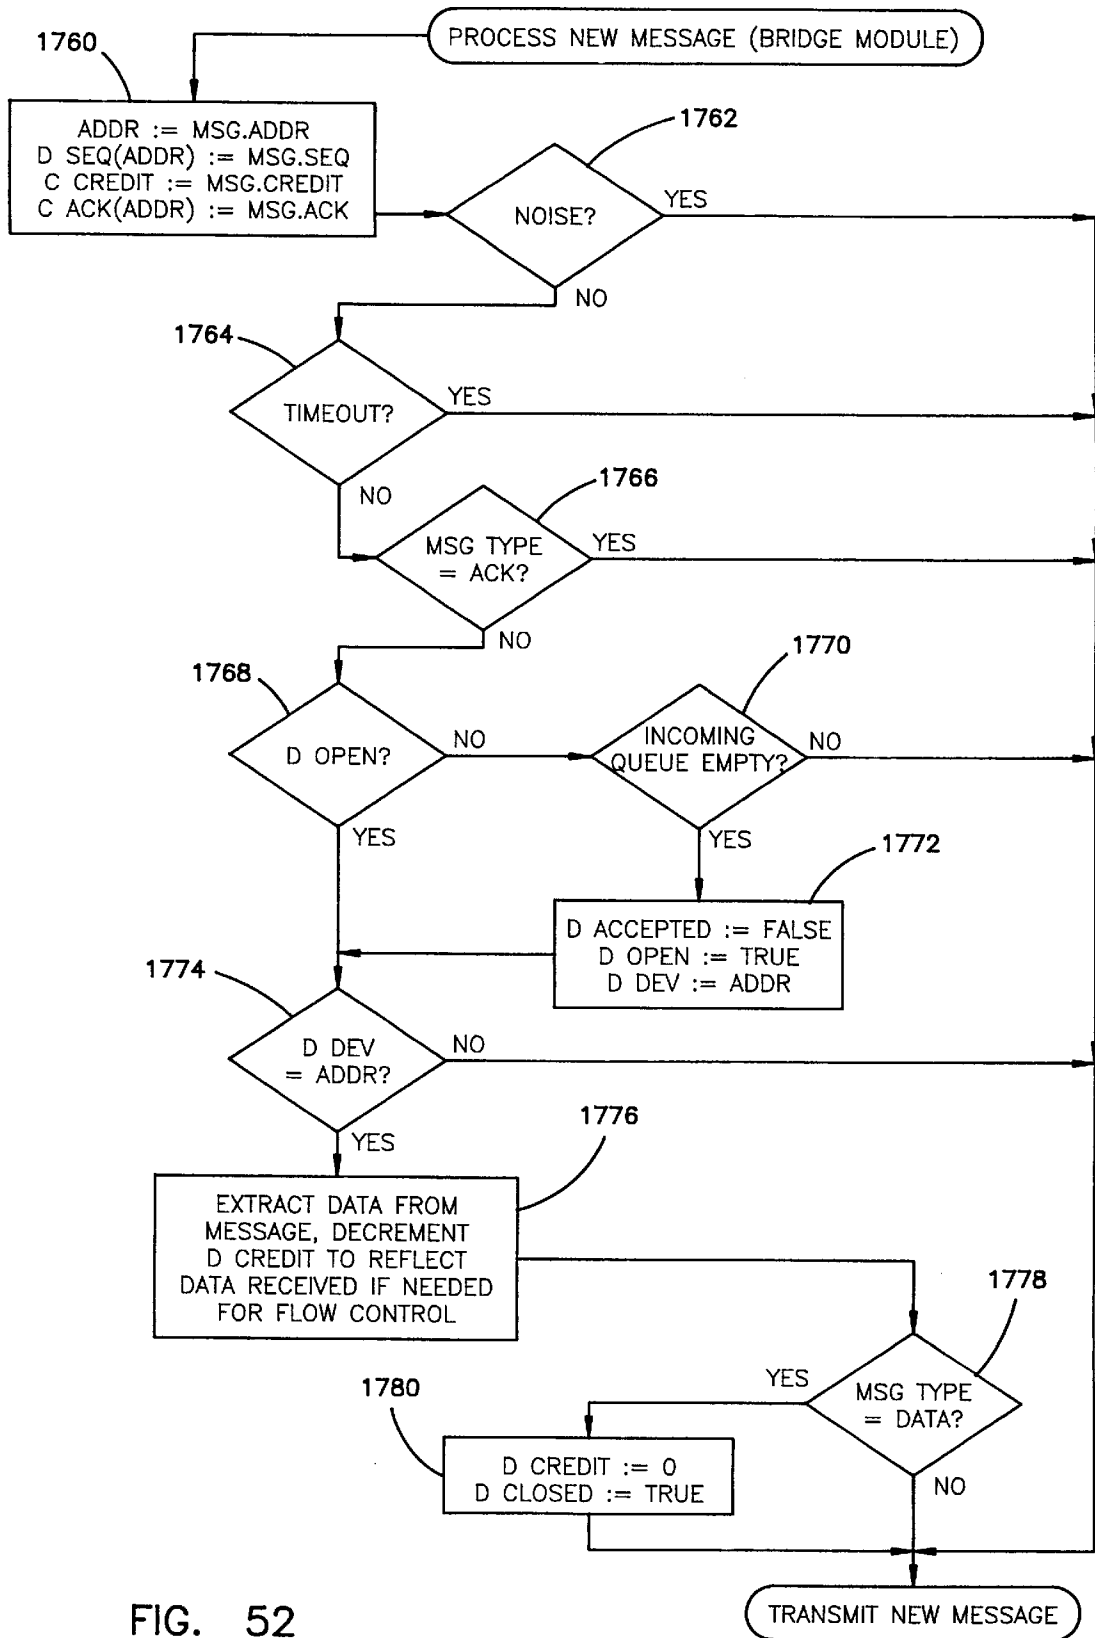 PROCESS NEW MESSAGE (BRIDGE MODULE)
1760
ADDR := MSG.ADDR
D SEQ(ADDR) := MSG.SEQ
C CREDIT := MSG.CREDIT
C ACK(ADDR) := MSG.ACK
1762
NOISE?
YES
NO
1764
TIMEOUT?
YES
NO
1766
MSG TYPE
= ACK?
YES
NO
1768
D OPEN?
NO
YES
1770
INCOMING
QUEUE EMPTY?
NO
YES
1772
D ACCEPTED := FALSE
D OPEN := TRUE
D DEV := ADDR
1774
D DEV
= ADDR?
NO
YES
1776
EXTRACT DATA FROM
MESSAGE, DECREMENT
D CREDIT TO REFLECT
DATA RECEIVED IF NEEDED
FOR FLOW CONTROL
1778
MSG TYPE
= DATA?
YES
NO
1780
D CREDIT := 0
D CLOSED := TRUE
TRANSMIT NEW MESSAGE
FIG. 52